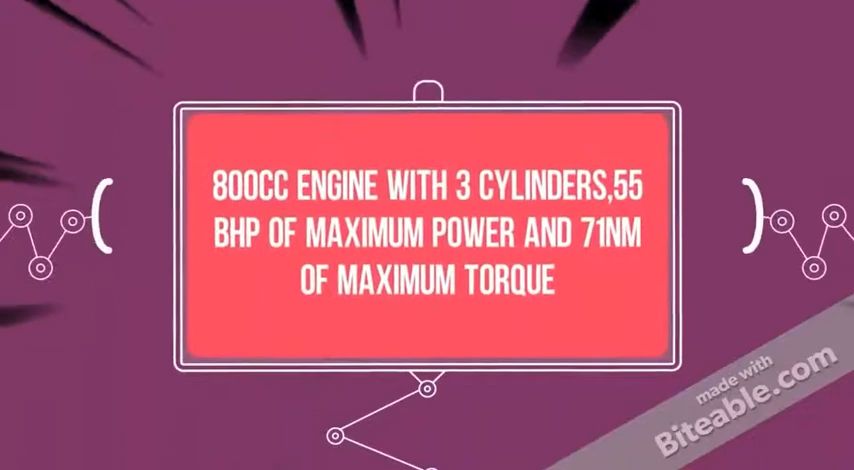 800CC ENGINE WITH 3 CYLINDERS,55
BHP OF MAXIMUM POWER AND 71NM
OF MAXIMUM TORQUE
made with
Biteable.com